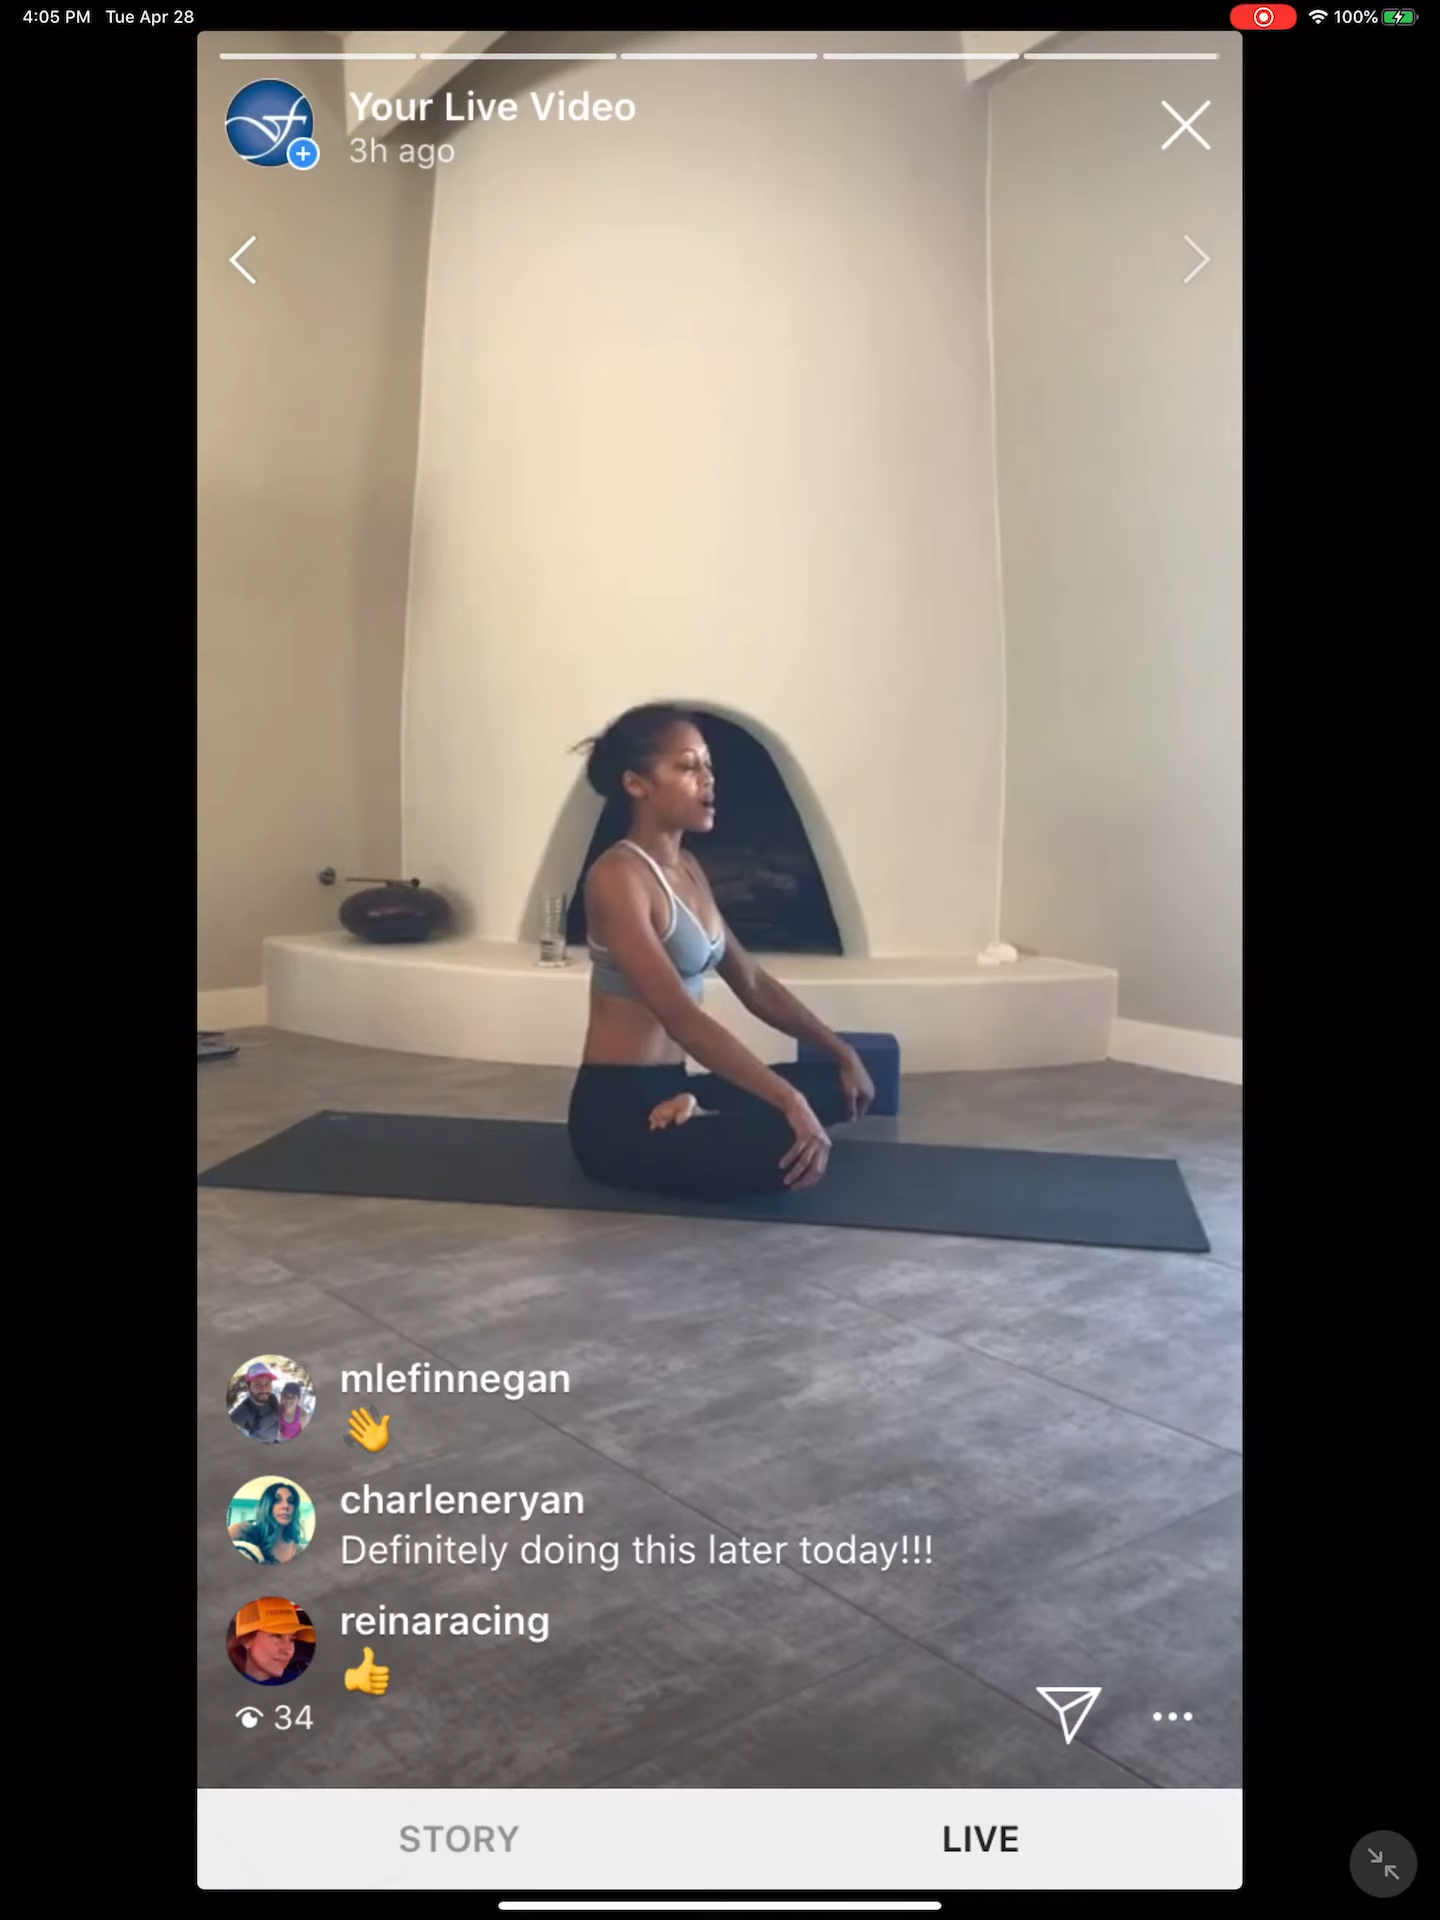 4:05 PM Tue Apr 28
100%
Your Live Video
3h ago
mlefinnegan
👋
charleneryan
Definitely doing this later today!!!
reinaracing
👍
34
STORY
LIVE